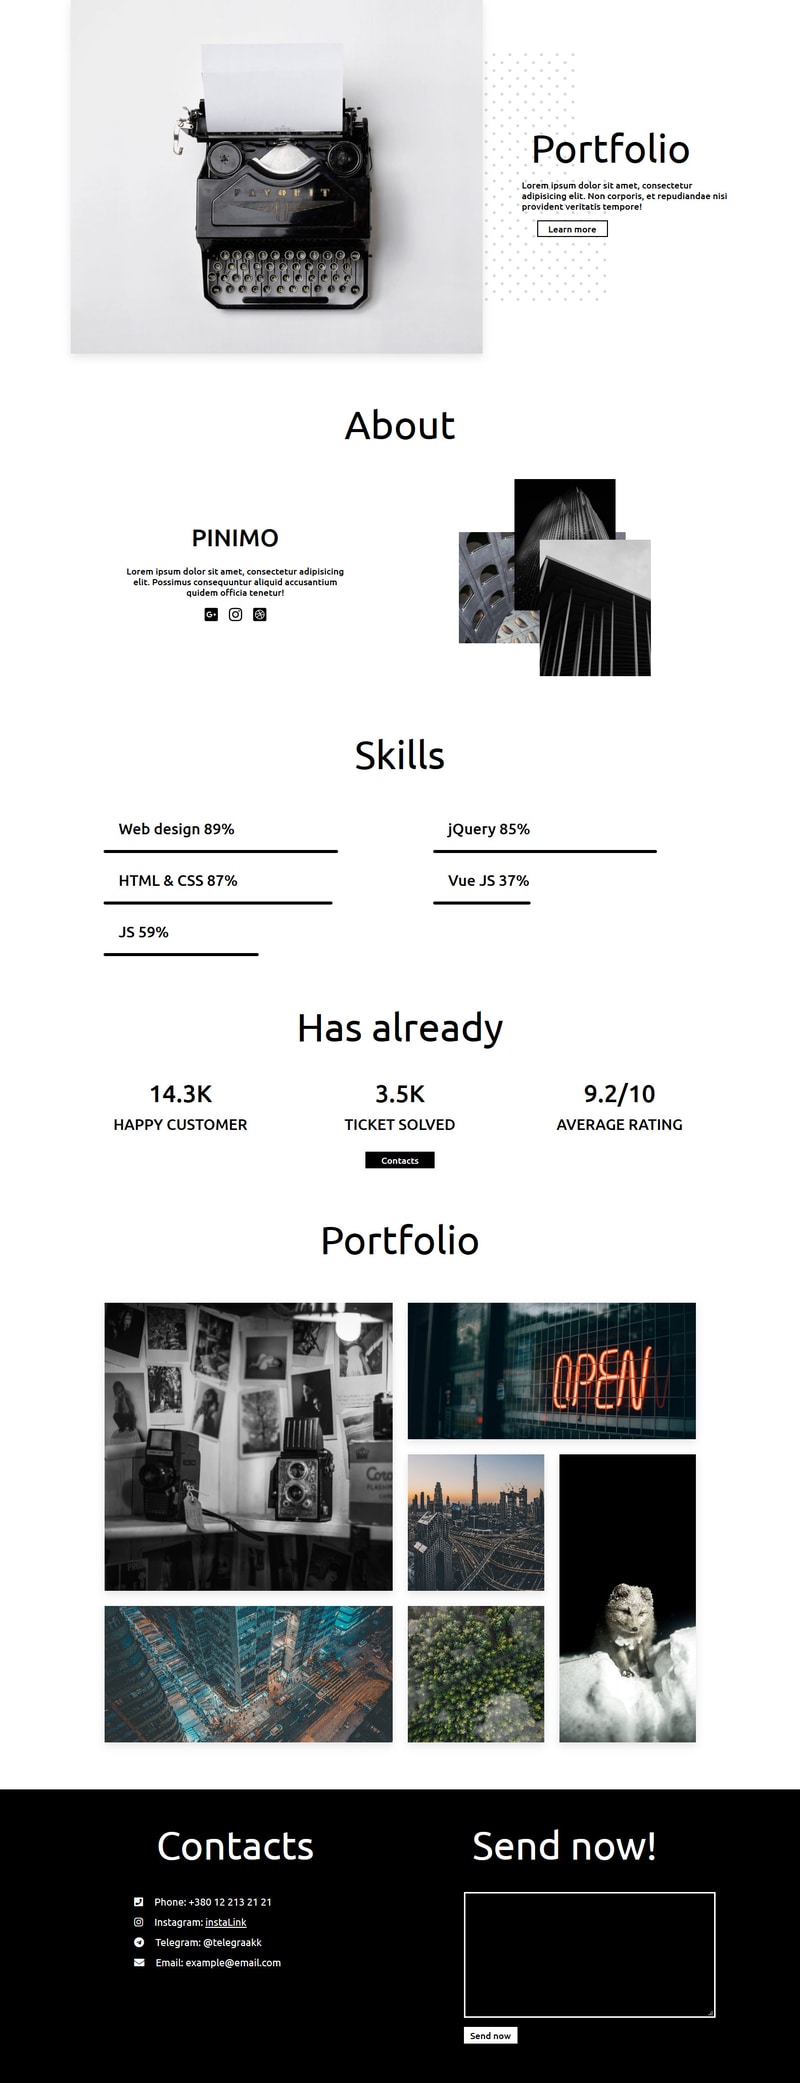 FAVORIT
Portfolio
Lorem ipsum dolor sit amet, consectetur
adipisicing elit. Non corporis, et repudiandae nisi
provident veritatis tempore!
Learn more
About
PINIMO
Lorem ipsum dolor sit amet, consectetur adipisicing
elit. Possimus consequuntur aliquid accusantium
quidem officia tenetur!
G+
Skills
Web design 89%
jQuery 85%
HTML & CSS 87%
Vue JS 37%
JS 59%
Has already
14.3K
3.5K
9.2/10
HAPPY CUSTOMER
TICKET SOLVED
AVERAGE RATING
Contacts
Portfolio
OPEN
Contacts
Send now!
Phone: +380 12 213 21 21
Instagram: instaLink
Telegram: @telegraakk
Email: example@email.com
Send now